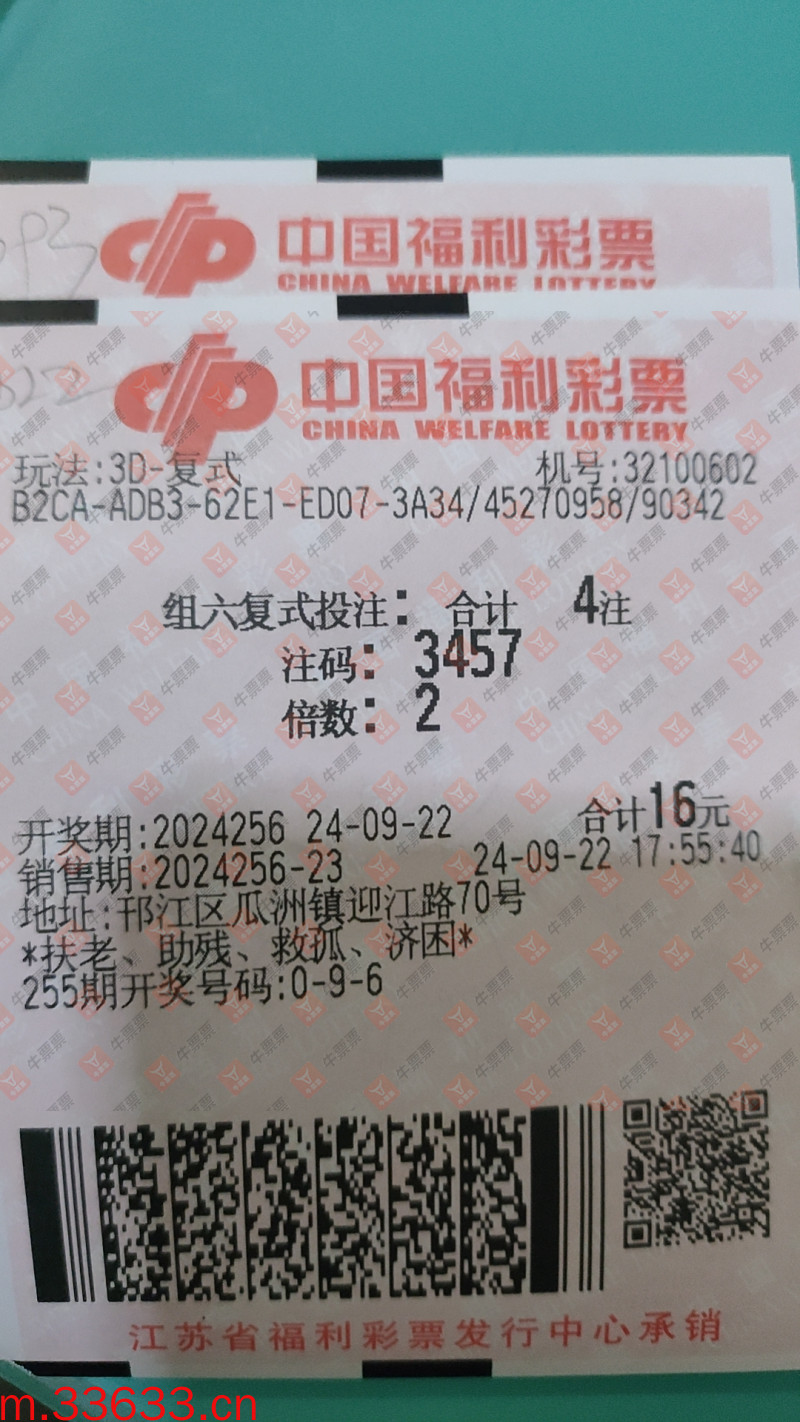 中国福利彩票
CHINA WELFARE LOTTERY
中国福利彩票
CHINA WELFARE LOTTERY
玩法:3D-复式 机号:32100602
B2CA-ADB3-62E1-ED07-3A34/45270958/90342
组六复式投注: 合计 4注
注码: 3457
倍数: 2
合计16元
开奖期:2024256 24-09-22
销售期:2024256-23 24-09-22 17:55:40
地址:邗江区瓜洲镇迎江路70号
*扶老、助残、救孤、济困*
255期开奖号码:0-9-6
江苏省福利彩票发行中心承销
牛票票
m.33633.cn